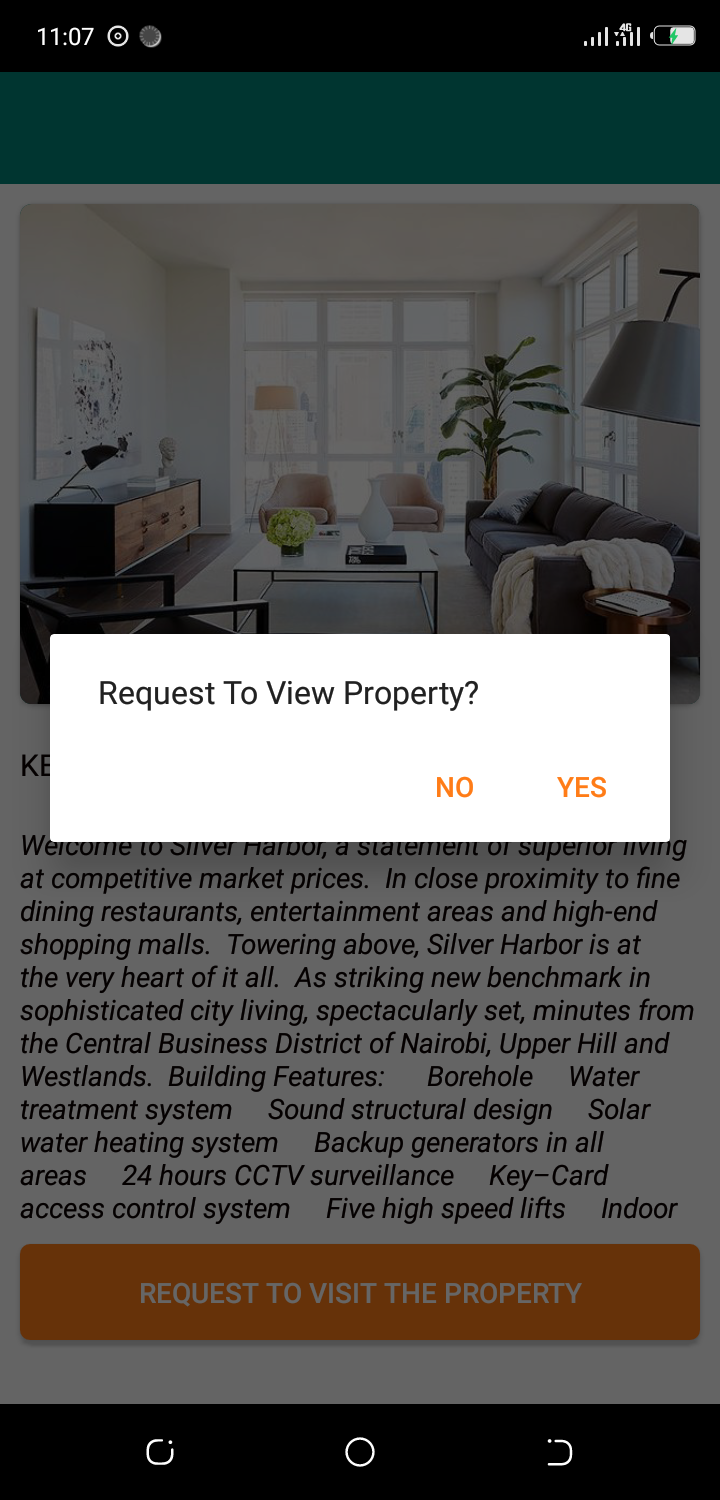 11:07
4G
Request To View Property?
KE
NO YES
Welcome to Silver Harbor, a statement of superior living
at competitive market prices. In close proximity to fine
dining restaurants, entertainment areas and high-end
shopping malls. Towering above, Silver Harbor is at
the very heart of it all. As striking new benchmark in
sophisticated city living, spectacularly set, minutes from
the Central Business District of Nairobi, Upper Hill and
Westlands. Building Features: Borehole Water
treatment system Sound structural design Solar
water heating system Backup generators in all
areas 24 hours CCTV surveillance Key–Card
access control system Five high speed lifts Indoor
REQUEST TO VISIT THE PROPERTY